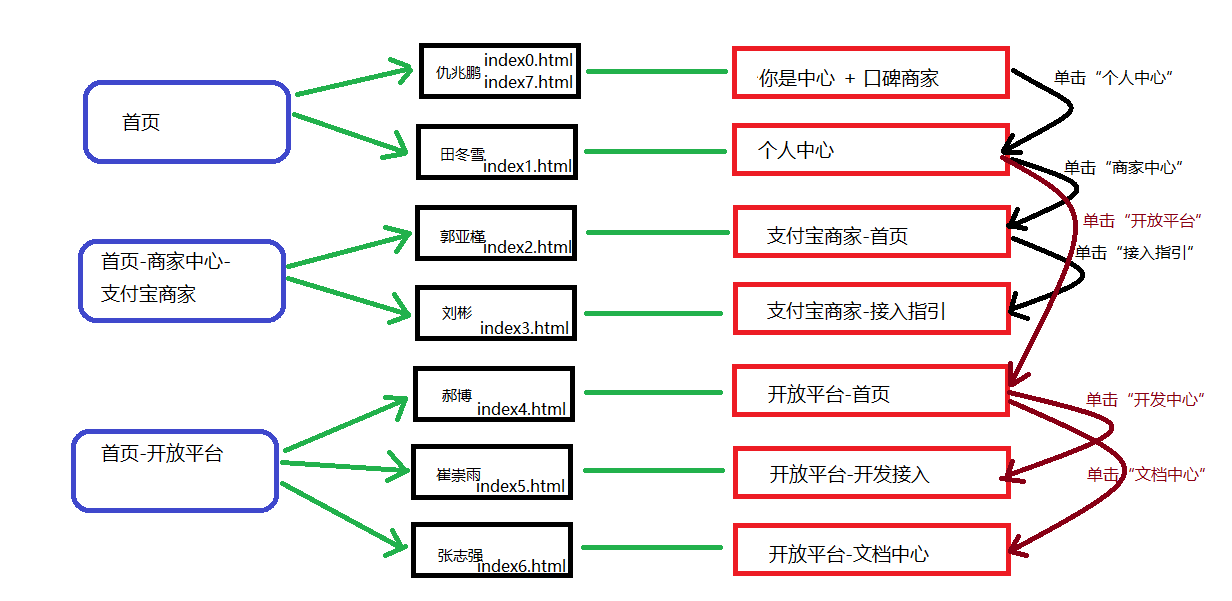 仇兆鹏
index0.html
index7.html
你是中心 + 口碑商家
单击“个人中心”
首页
田冬雪
index1.html
个人中心
单击“商家中心”
郭亚槿
index2.html
支付宝商家-首页
单击“开放平台”
首页-商家中心-
支付宝商家
单击“接入指引”
刘彬
index3.html
支付宝商家-接入指引
郝博
index4.html
开放平台-首页
单击“开发中心”
首页-开放平台
崔崇雨
index5.html
开放平台-开发接入
单击“文档中心”
张志强
index6.html
开放平台-文档中心